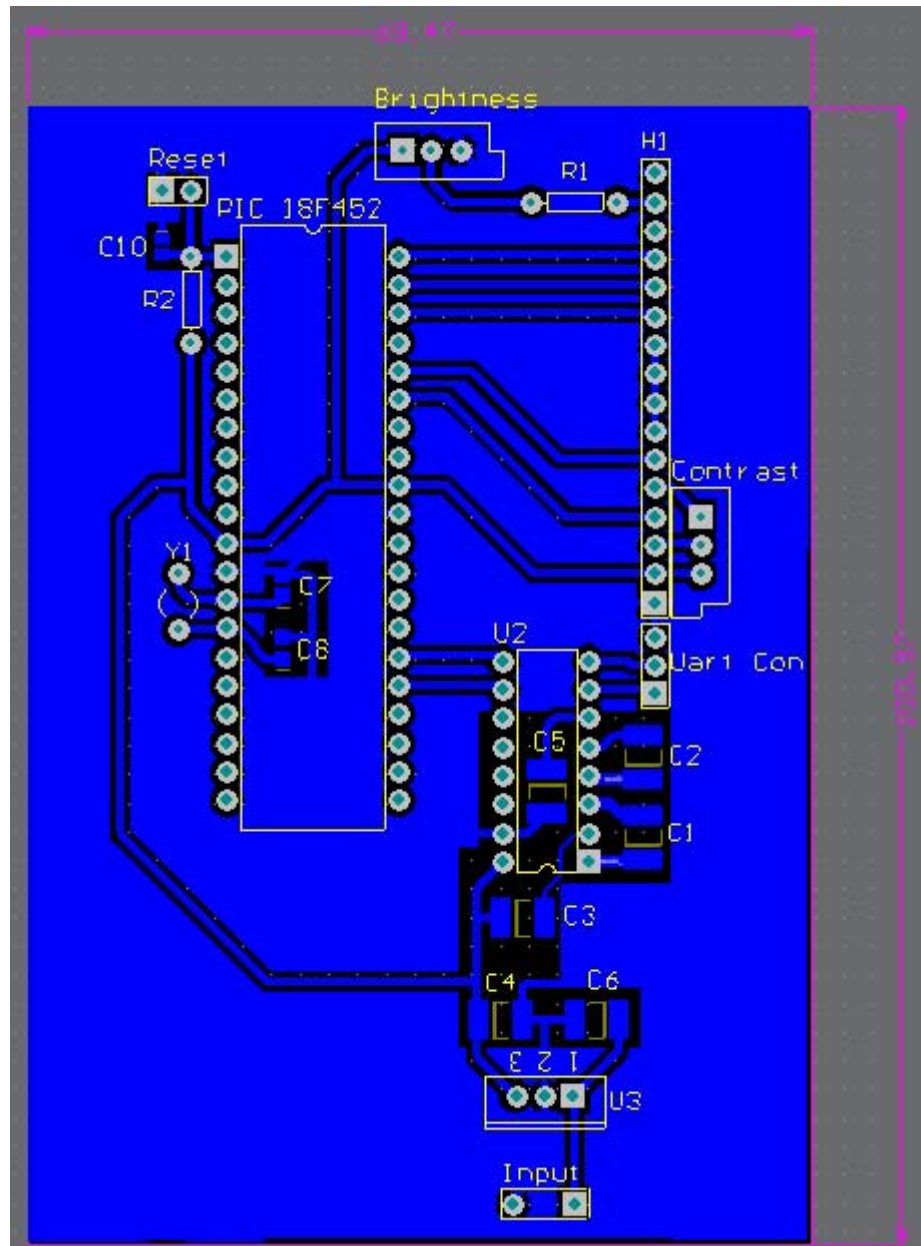 Brightness
H1
Reset
R1
PIC 18F452
C10
R2
Contrast
Y1
C7
U2
C8
Uart Con
C5
C2
C1
C3
C4
C6
3 2 1
U3
Input